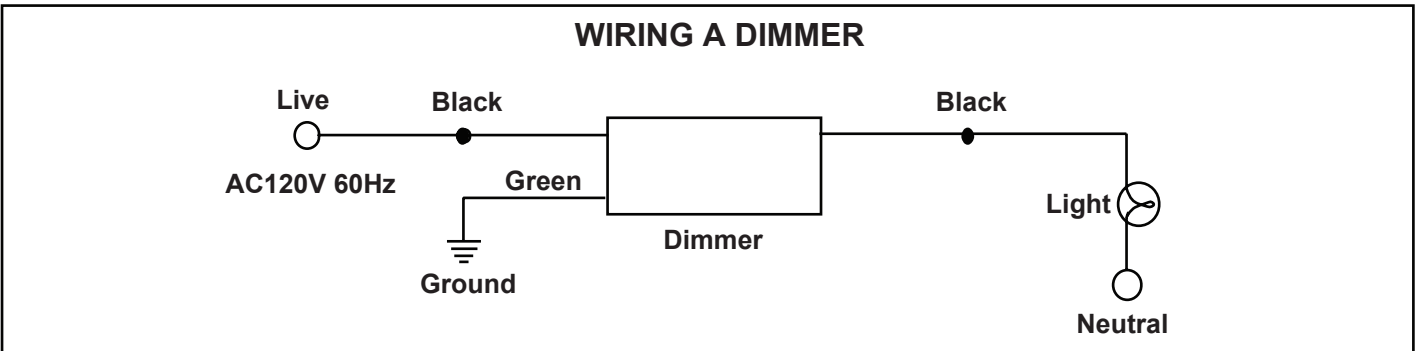 WIRING A DIMMER
Live
Black
Black
AC120V 60Hz
Green
Light
Dimmer
Ground
Neutral